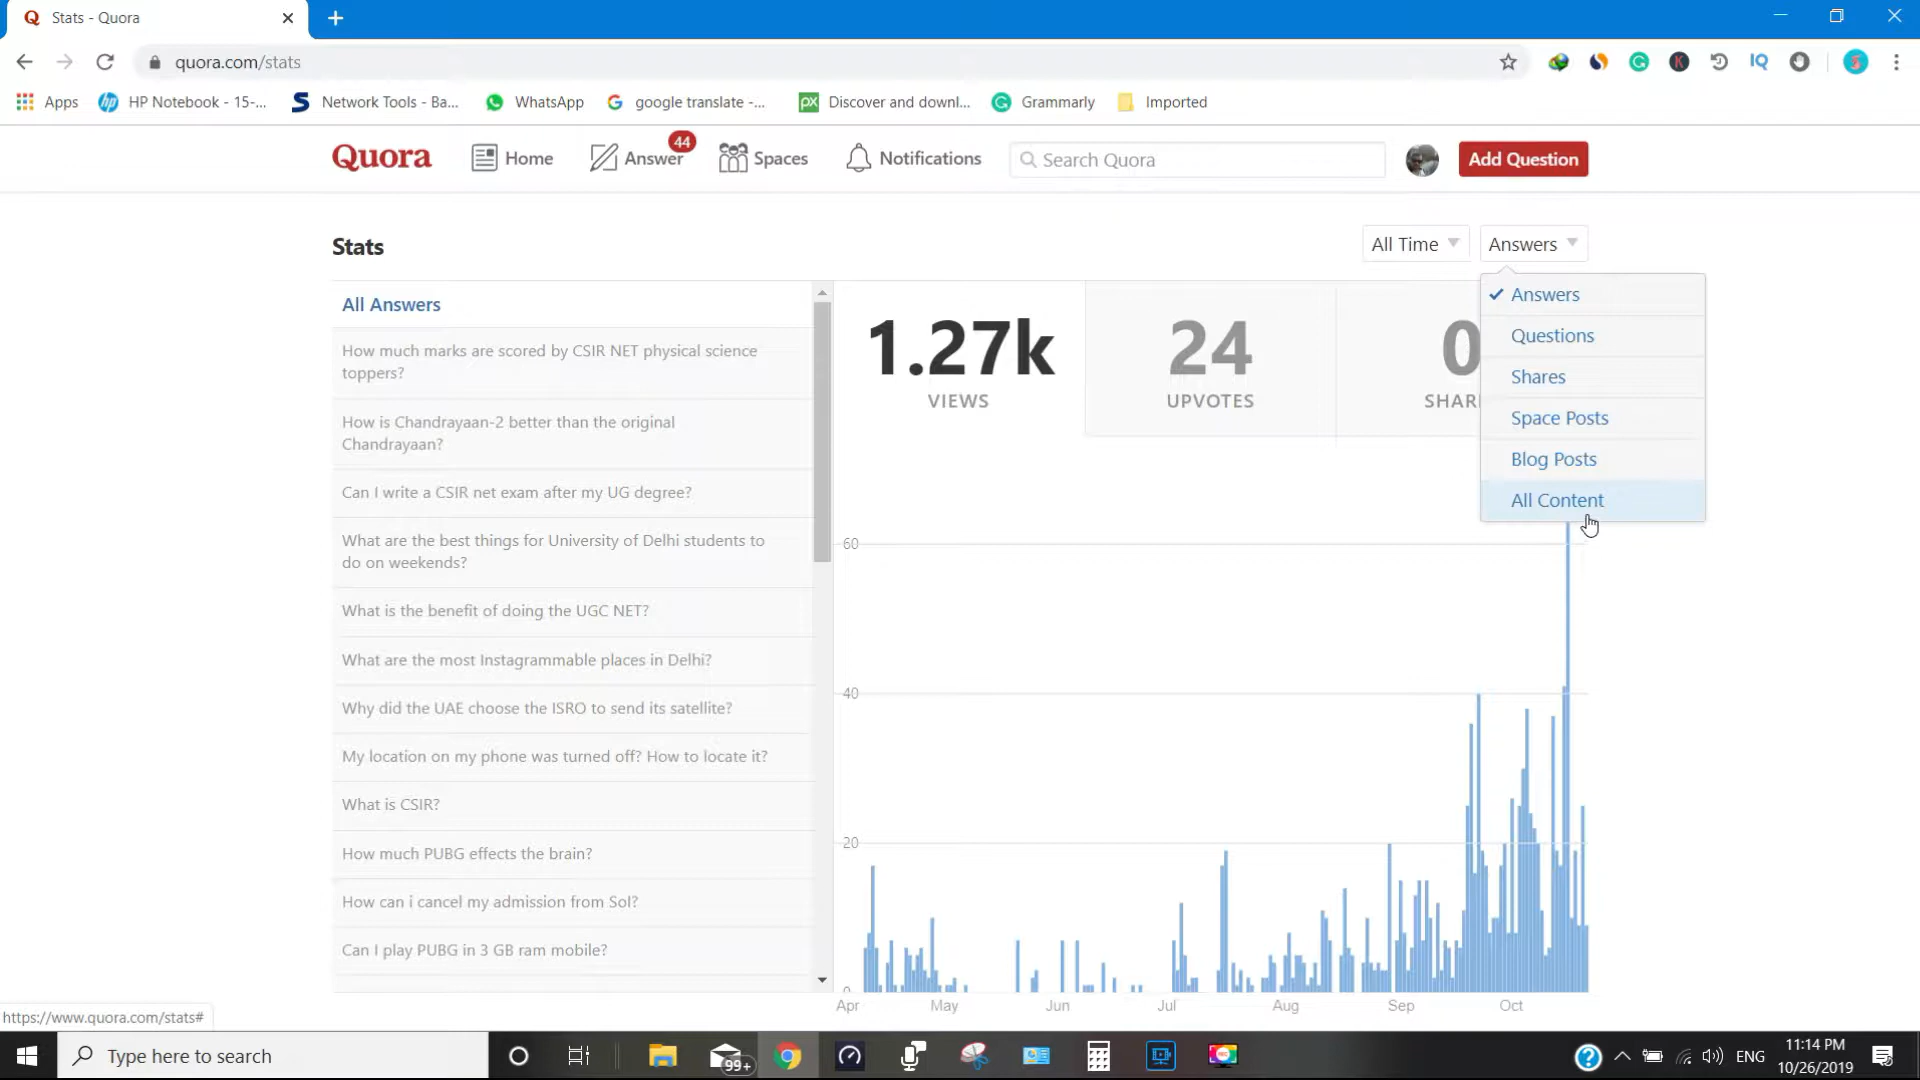 Stats - Quora
quora.com/stats
Apps
HP Notebook - 15-...
Network Tools - Ba...
WhatsApp
google translate -...
Discover and downl...
Grammarly
Imported
Quora
Home
Answer
44
Spaces
Notifications
Search Quora
Add Question
Stats
All Time
Answers
Answers
Questions
Shares
Space Posts
Blog Posts
All Content
All Answers
How much marks are scored by CSIR NET physical science
toppers?
How is Chandrayaan-2 better than the original
Chandrayaan?
Can I write a CSIR net exam after my UG degree?
What are the best things for University of Delhi students to
do on weekends?
What is the benefit of doing the UGC NET?
What are the most Instagrammable places in Delhi?
Why did the UAE choose the ISRO to send its satellite?
My location on my phone was turned off? How to locate it?
What is CSIR?
How much PUBG effects the brain?
How can i cancel my admission from Sol?
Can I play PUBG in 3 GB ram mobile?
1.27k
VIEWS
24
UPVOTES
0
SHAR
60
40
20
0
Apr
May
Jun
Jul
Aug
Sep
Oct
https://www.quora.com/stats#
Type here to search
99+
ENG
11:14 PM
10/26/2019